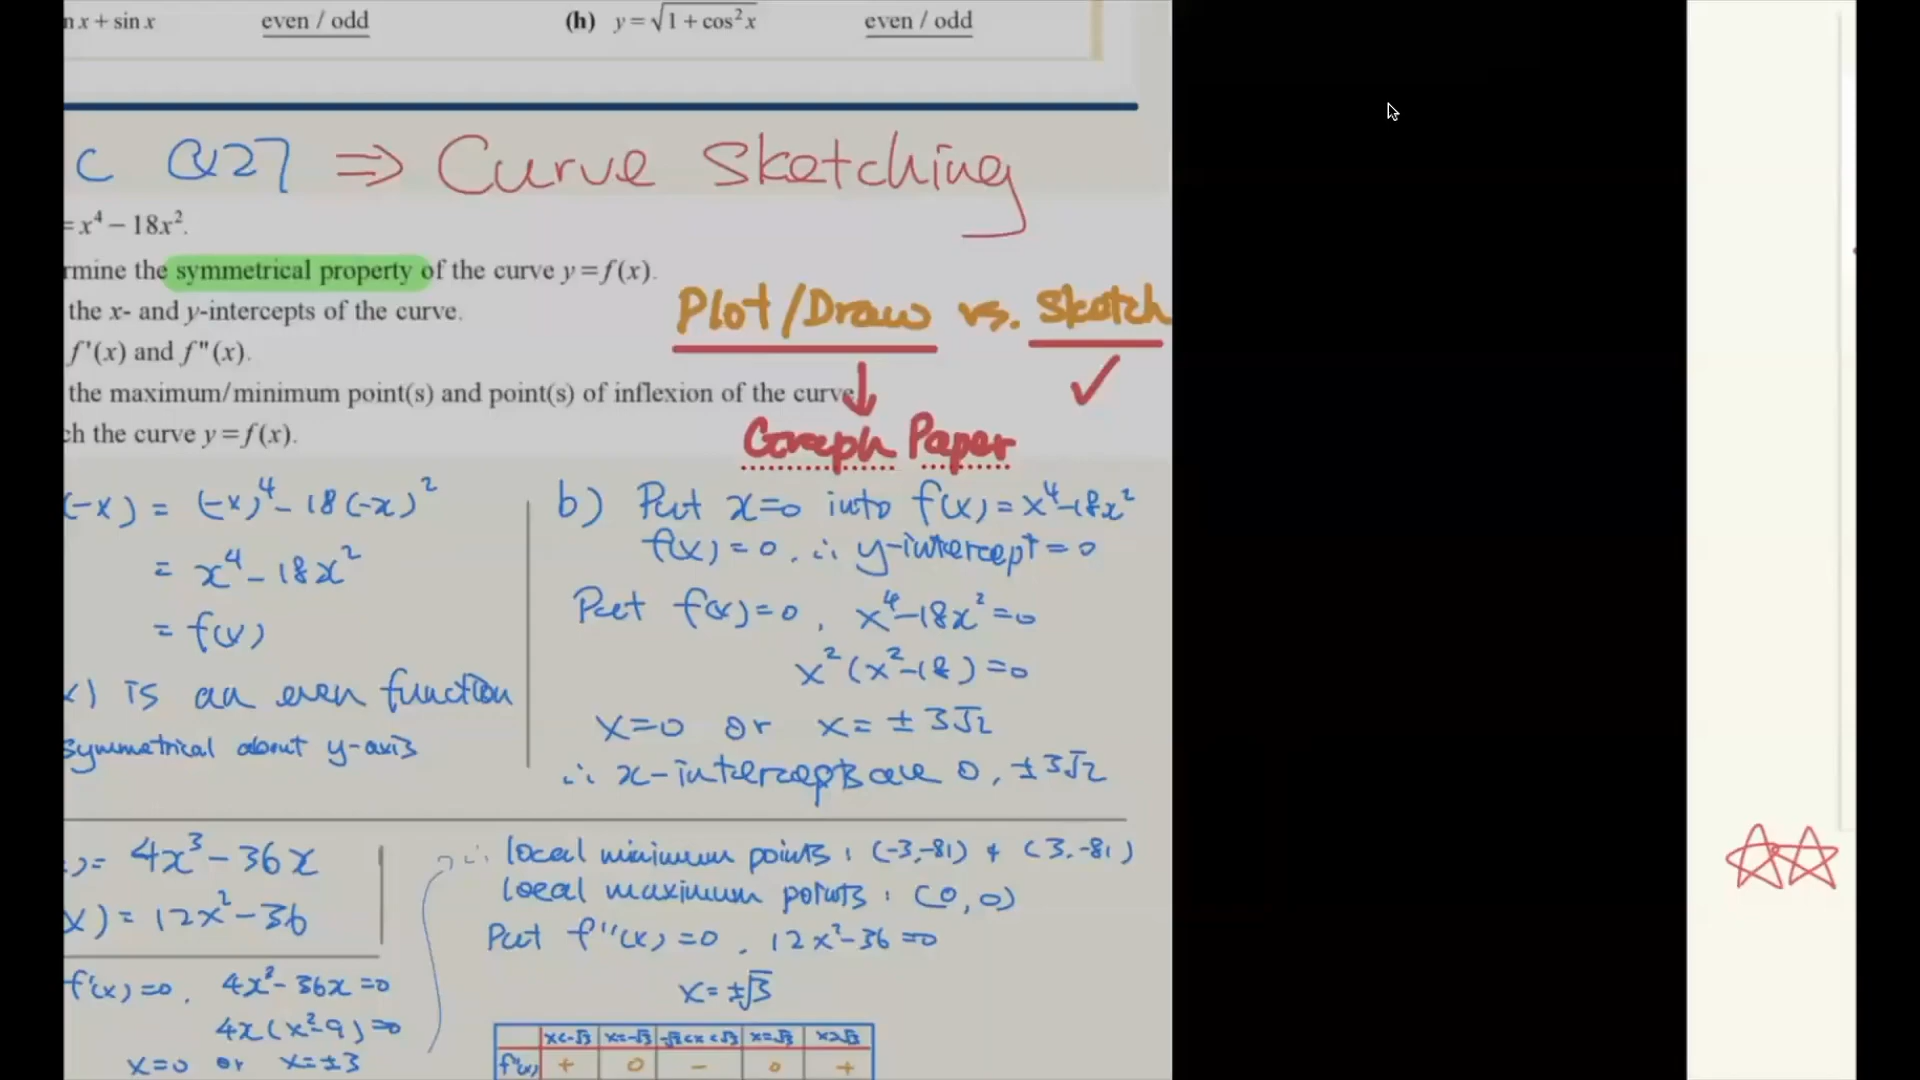 n x + sin x even / odd (h) y = √1 + cos²x even / odd
C Q27 ⇒ Curve Sketching
= x⁴ − 18x².
rmine the symmetrical property of the curve y = f(x).
the x- and y-intercepts of the curve.
Plot/Draw vs. Sketch
f'(x) and f"(x).
✓
the maximum/minimum point(s) and point(s) of inflexion of the curve
ch the curve y = f(x).
Graph Paper
(-x) = (-x)⁴ - 18(-x)²
= x⁴ - 18x²
= f(x)
x) is an even function
symmetrical about y-axis
b) Put x=0 into f(x) = x⁴-18x²
f(x) = 0, ∴ y-intercept = 0
Put f(x) = 0, x⁴-18x² = 0
x²(x²-18) = 0
x=0 or x = ± 3√2
∴ x-intercepts are 0, ±3√2
)= 4x³ - 36x
x) = 12x² - 36
f'(x) = 0, 4x³ - 36x = 0
4x(x²-9) = 0
x=0 or x=±3
∴ local minimum points : (-3,-81) & (3,-81)
local maximum points : (0,0)
Put f''(x) = 0, 12x²-36 = 0
x = ±√3
x<-√3 x=-√3 -√3<x<√3 x=√3 x>√3
f''(x) + 0 - 0 +